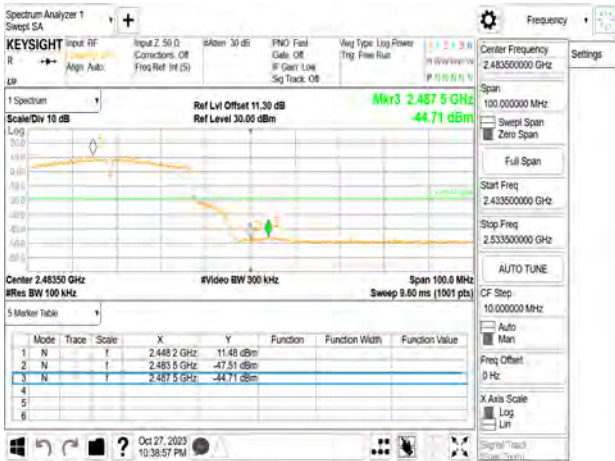 Spectrum Analyzer 1
Swept SA
Frequency
KEYSIGHT
Input: RF
Input Z: 50 Ω
#Atten: 30 dB
PNO: Fast
Avg Type: Log-Power
R
Align: Auto
Corrections: Off
Freq Ref: Int (S)
Gate: Off
IF Gain: Low
Sig Track: Off
Trig: Free Run
1 Spectrum
Scale/Div 10 dB
Log
Ref Lvl Offset 11.30 dB
Ref Level 30.00 dBm
Mkr3 2.487 5 GHz
-44.71 dBm
Center 2.48350 GHz
#Res BW 100 kHz
#Video BW 300 kHz
Span 100.0 MHz
Sweep 9.60 ms (1001 pts)
5 Marker Table
Mode Trace Scale X Y Function Function Width Function Value
1 N f 2.448 2 GHz 11.48 dBm
2 N f 2.483 5 GHz -47.51 dBm
3 N f 2.487 5 GHz -44.71 dBm
4
5
6
Oct 27, 2023
10:38:57 PM
Center Frequency
2.483500000 GHz
Settings
Span
100.000000 MHz
Swept Span
Zero Span
Full Span
Start Freq
2.433500000 GHz
Stop Freq
2.533500000 GHz
AUTO TUNE
CF Step
10.000000 MHz
Auto
Man
Freq Offset
0 Hz
X Axis Scale
Log
Lin
Signal Track